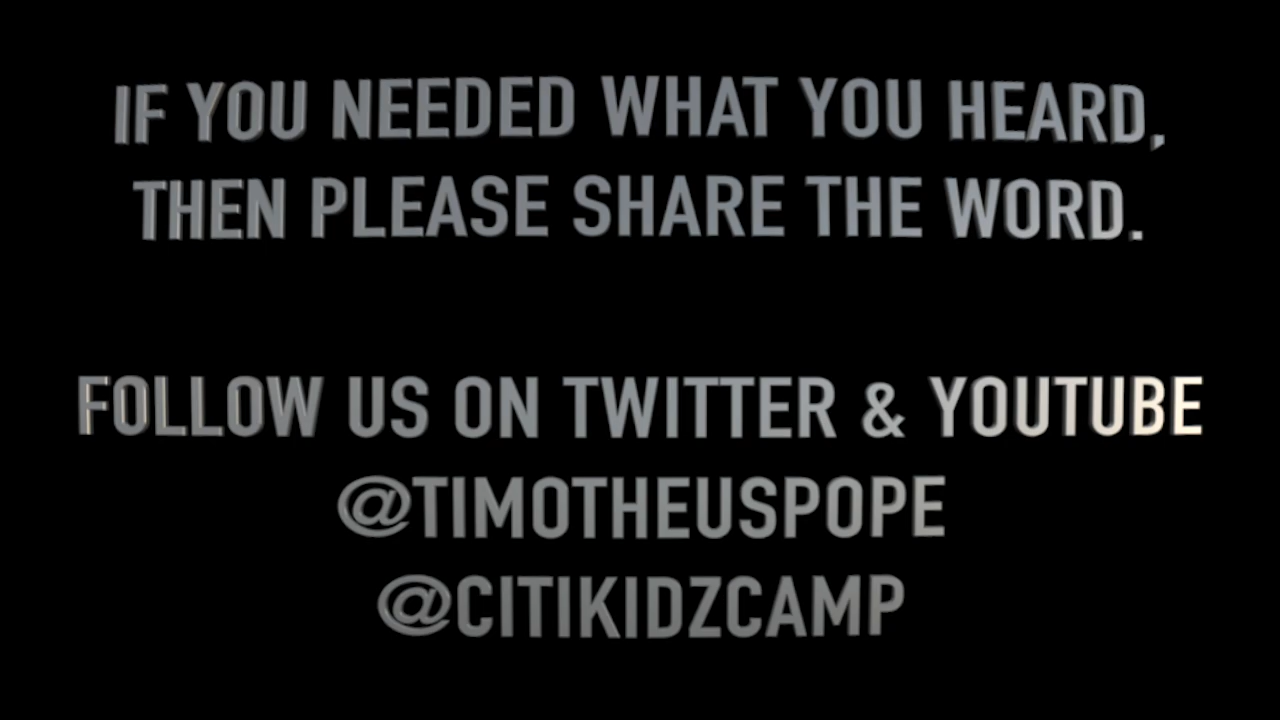 IF YOU NEEDED WHAT YOU HEARD,
THEN PLEASE SHARE THE WORD.
FOLLOW US ON TWITTER & YOUTUBE
@TIMOTHEUSPOPE
@CITIKIDZCAMP